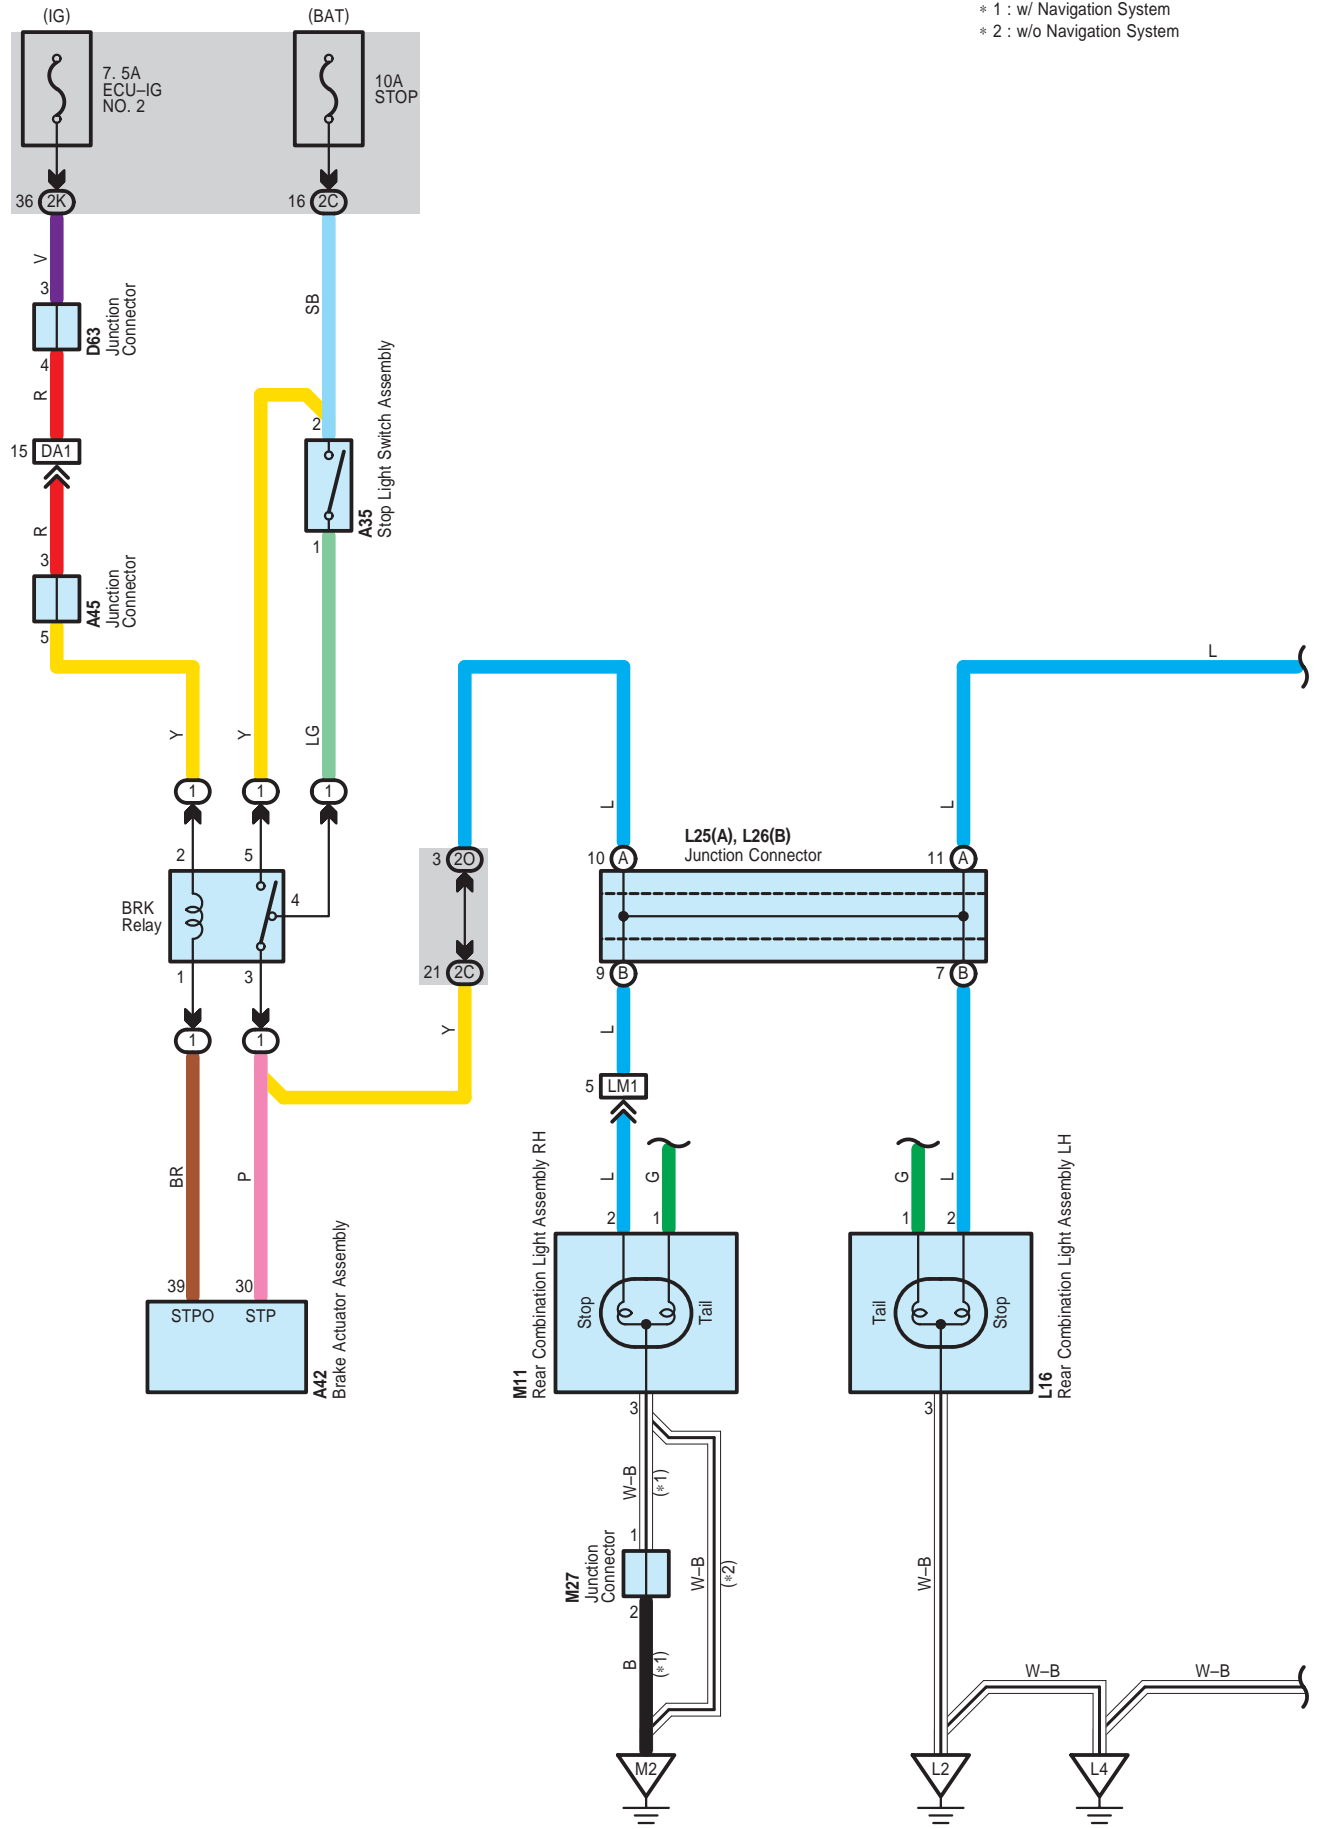 (IG)
(BAT)
* 1 : w/ Navigation System
* 2 : w/o Navigation System
7. 5A
ECU–IG
NO. 2
10A
STOP
36 2K
16 2C
V
SB
3
D63
Junction
Connector
4
R
2
15 DA1
A35
Stop Light Switch Assembly
R
1
3
A45
Junction
Connector
5
L
Y
Y
LG
1
1
1
L
L
L25(A), L26(B)
Junction Connector
2
5
3 2O
10 A
11 A
BRK
Relay
4
1
3
21 2C
9 B
7 B
1
1
Y
L
5 LM1
BR
P
L
G
G
L
2
1
1
2
39
30
STPO
STP
A42
Brake Actuator Assembly
Stop
Tail
M11
Rear Combination Light Assembly RH
Tail
Stop
L16
Rear Combination Light Assembly LH
3
3
W–B
(*1)
1
M27
Junction
Connector
W–B
(*2)
W–B
2
B
(*1)
W–B
W–B
M2
L2
L4